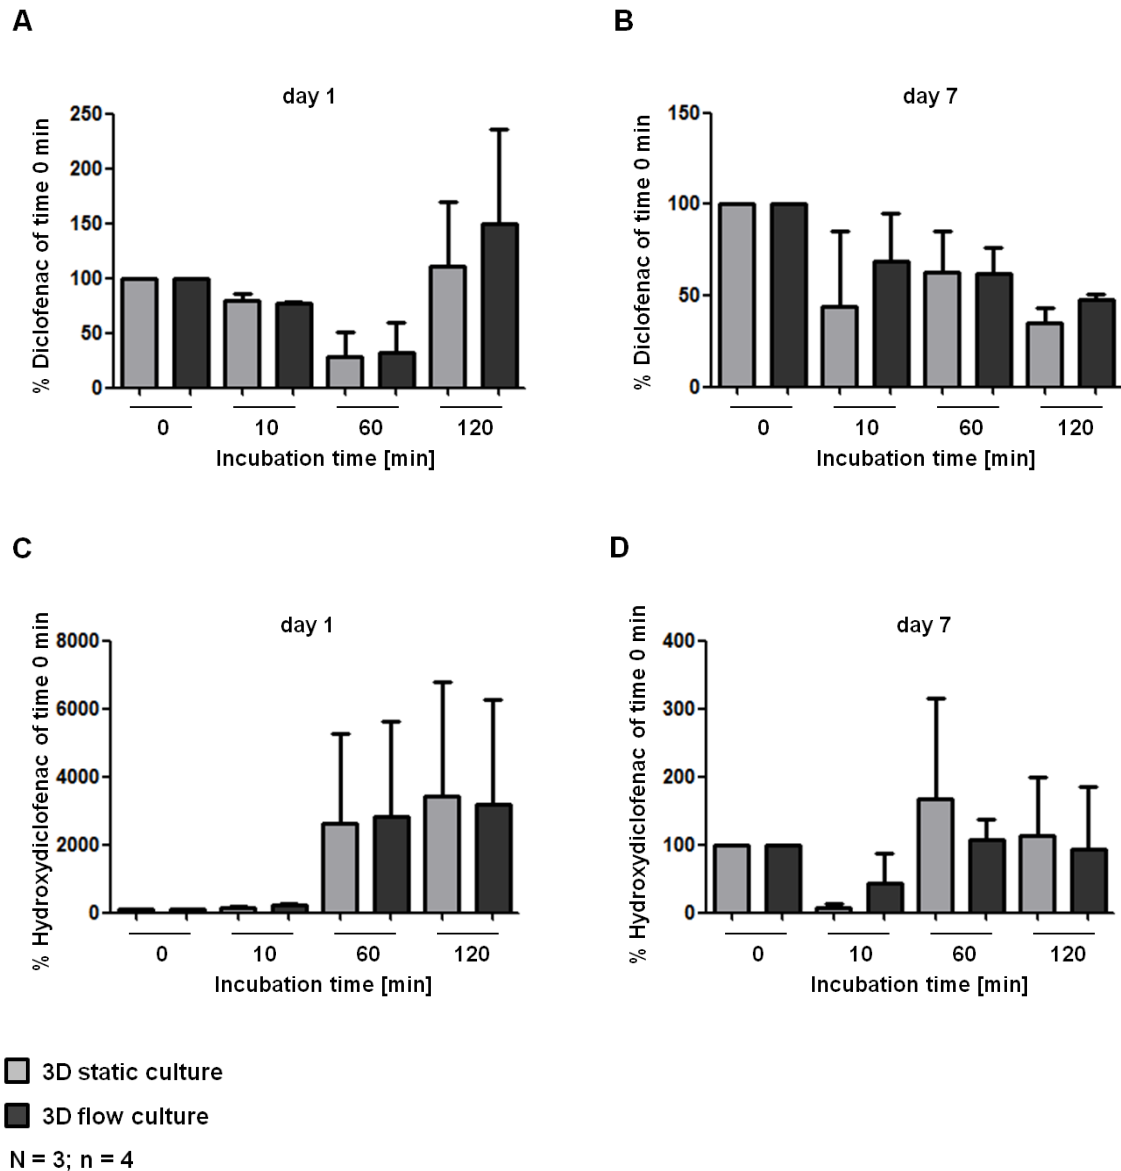 A
day 1
% Diclofenac of time 0 min
250
200
150
100
50
0
0 10 60 120
Incubation time [min]
B
day 7
% Diclofenac of time 0 min
150
100
50
0
0 10 60 120
Incubation time [min]
C
day 1
% Hydroxydiclofenac of time 0 min
8000
6000
4000
2000
0
0 10 60 120
Incubation time [min]
D
day 7
% Hydroxydiclofenac of time 0 min
400
300
200
100
0
0 10 60 120
Incubation time [min]
3D static culture
3D flow culture
N = 3; n = 4